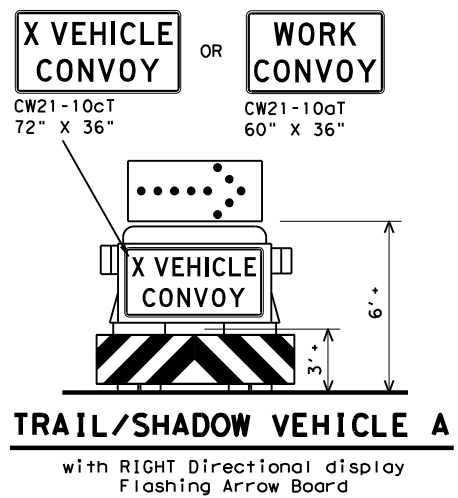 X VEHICLE
CONVOY
OR
WORK
CONVOY
CW21-10cT
72" X 36"
CW21-10aT
60" X 36"
X VEHICLE
CONVOY
6'+
3'+
TRAIL/SHADOW VEHICLE A
with RIGHT Directional display
Flashing Arrow Board